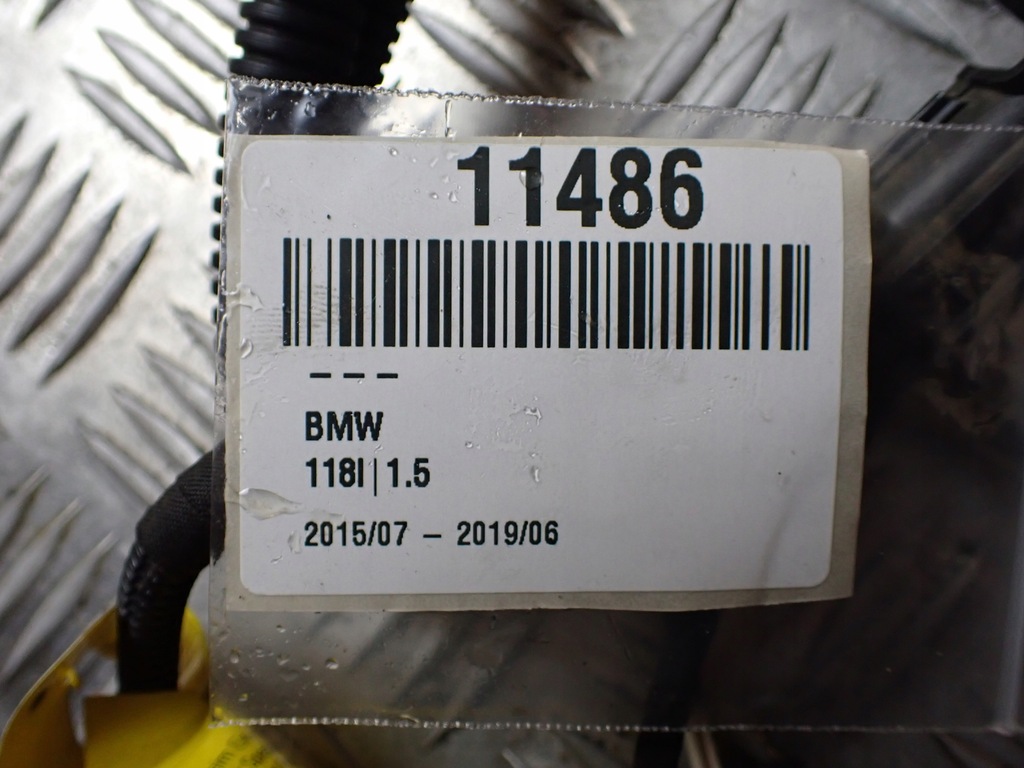 11486
– – –
BMW
118I | 1.5
2015/07 – 2019/06